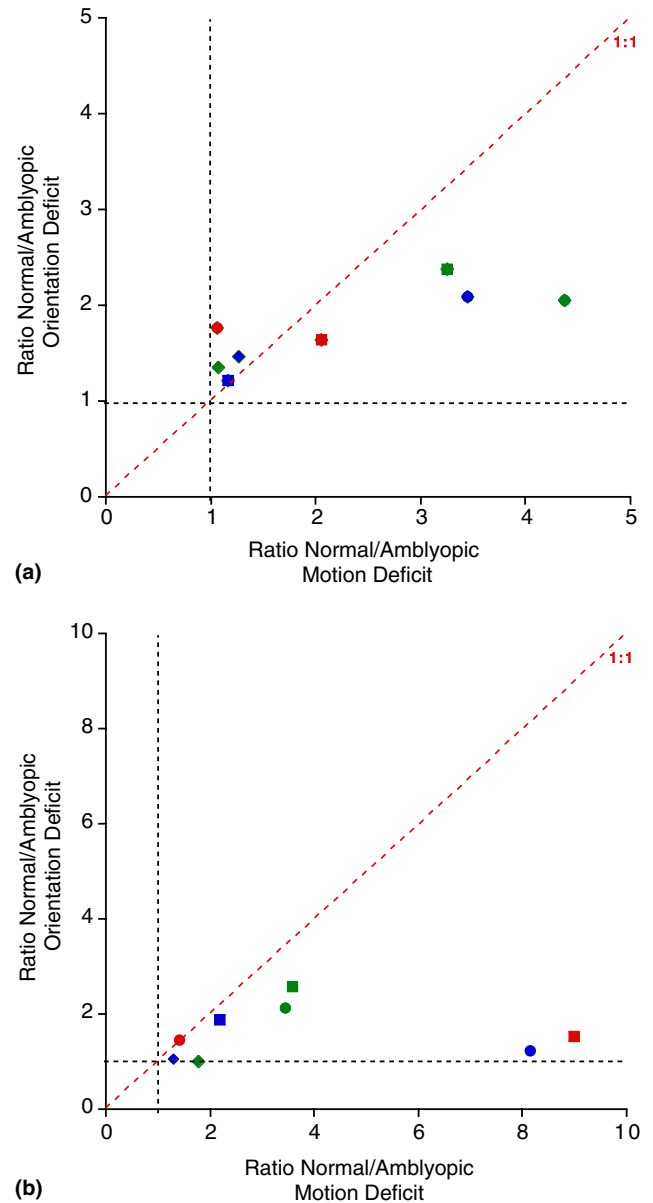 5
1:1
4
3
2
1
0
Ratio Normal/Amblyopic
Orientation Deficit
0 1 2 3 4 5
Ratio Normal/Amblyopic
Motion Deficit
(a)
10
1:1
8
6
4
2
0
Ratio Normal/Amblyopic
Orientation Deficit
0 2 4 6 8 10
Ratio Normal/Amblyopic
Motion Deficit
(b)